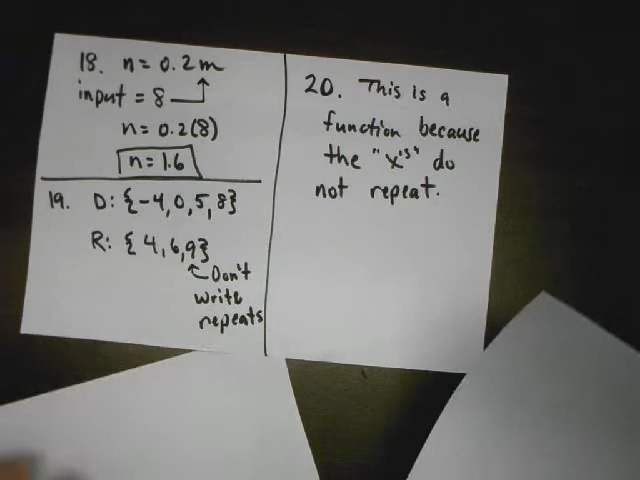 18. n = 0.2m
input = 8
n = 0.2(8)
n = 1.6
19. D: {-4, 0, 5, 8}
R: {4, 6, 9}
Don't
write
repeats
20. This is a
function because
the "x's" do
not repeat.